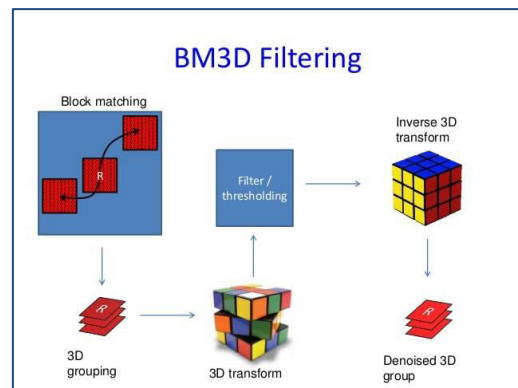 BM3D Filtering
Block matching
R
Filter /
thresholding
Inverse 3D
transform
R
3D
grouping
3D transform
R
Denoised 3D
group